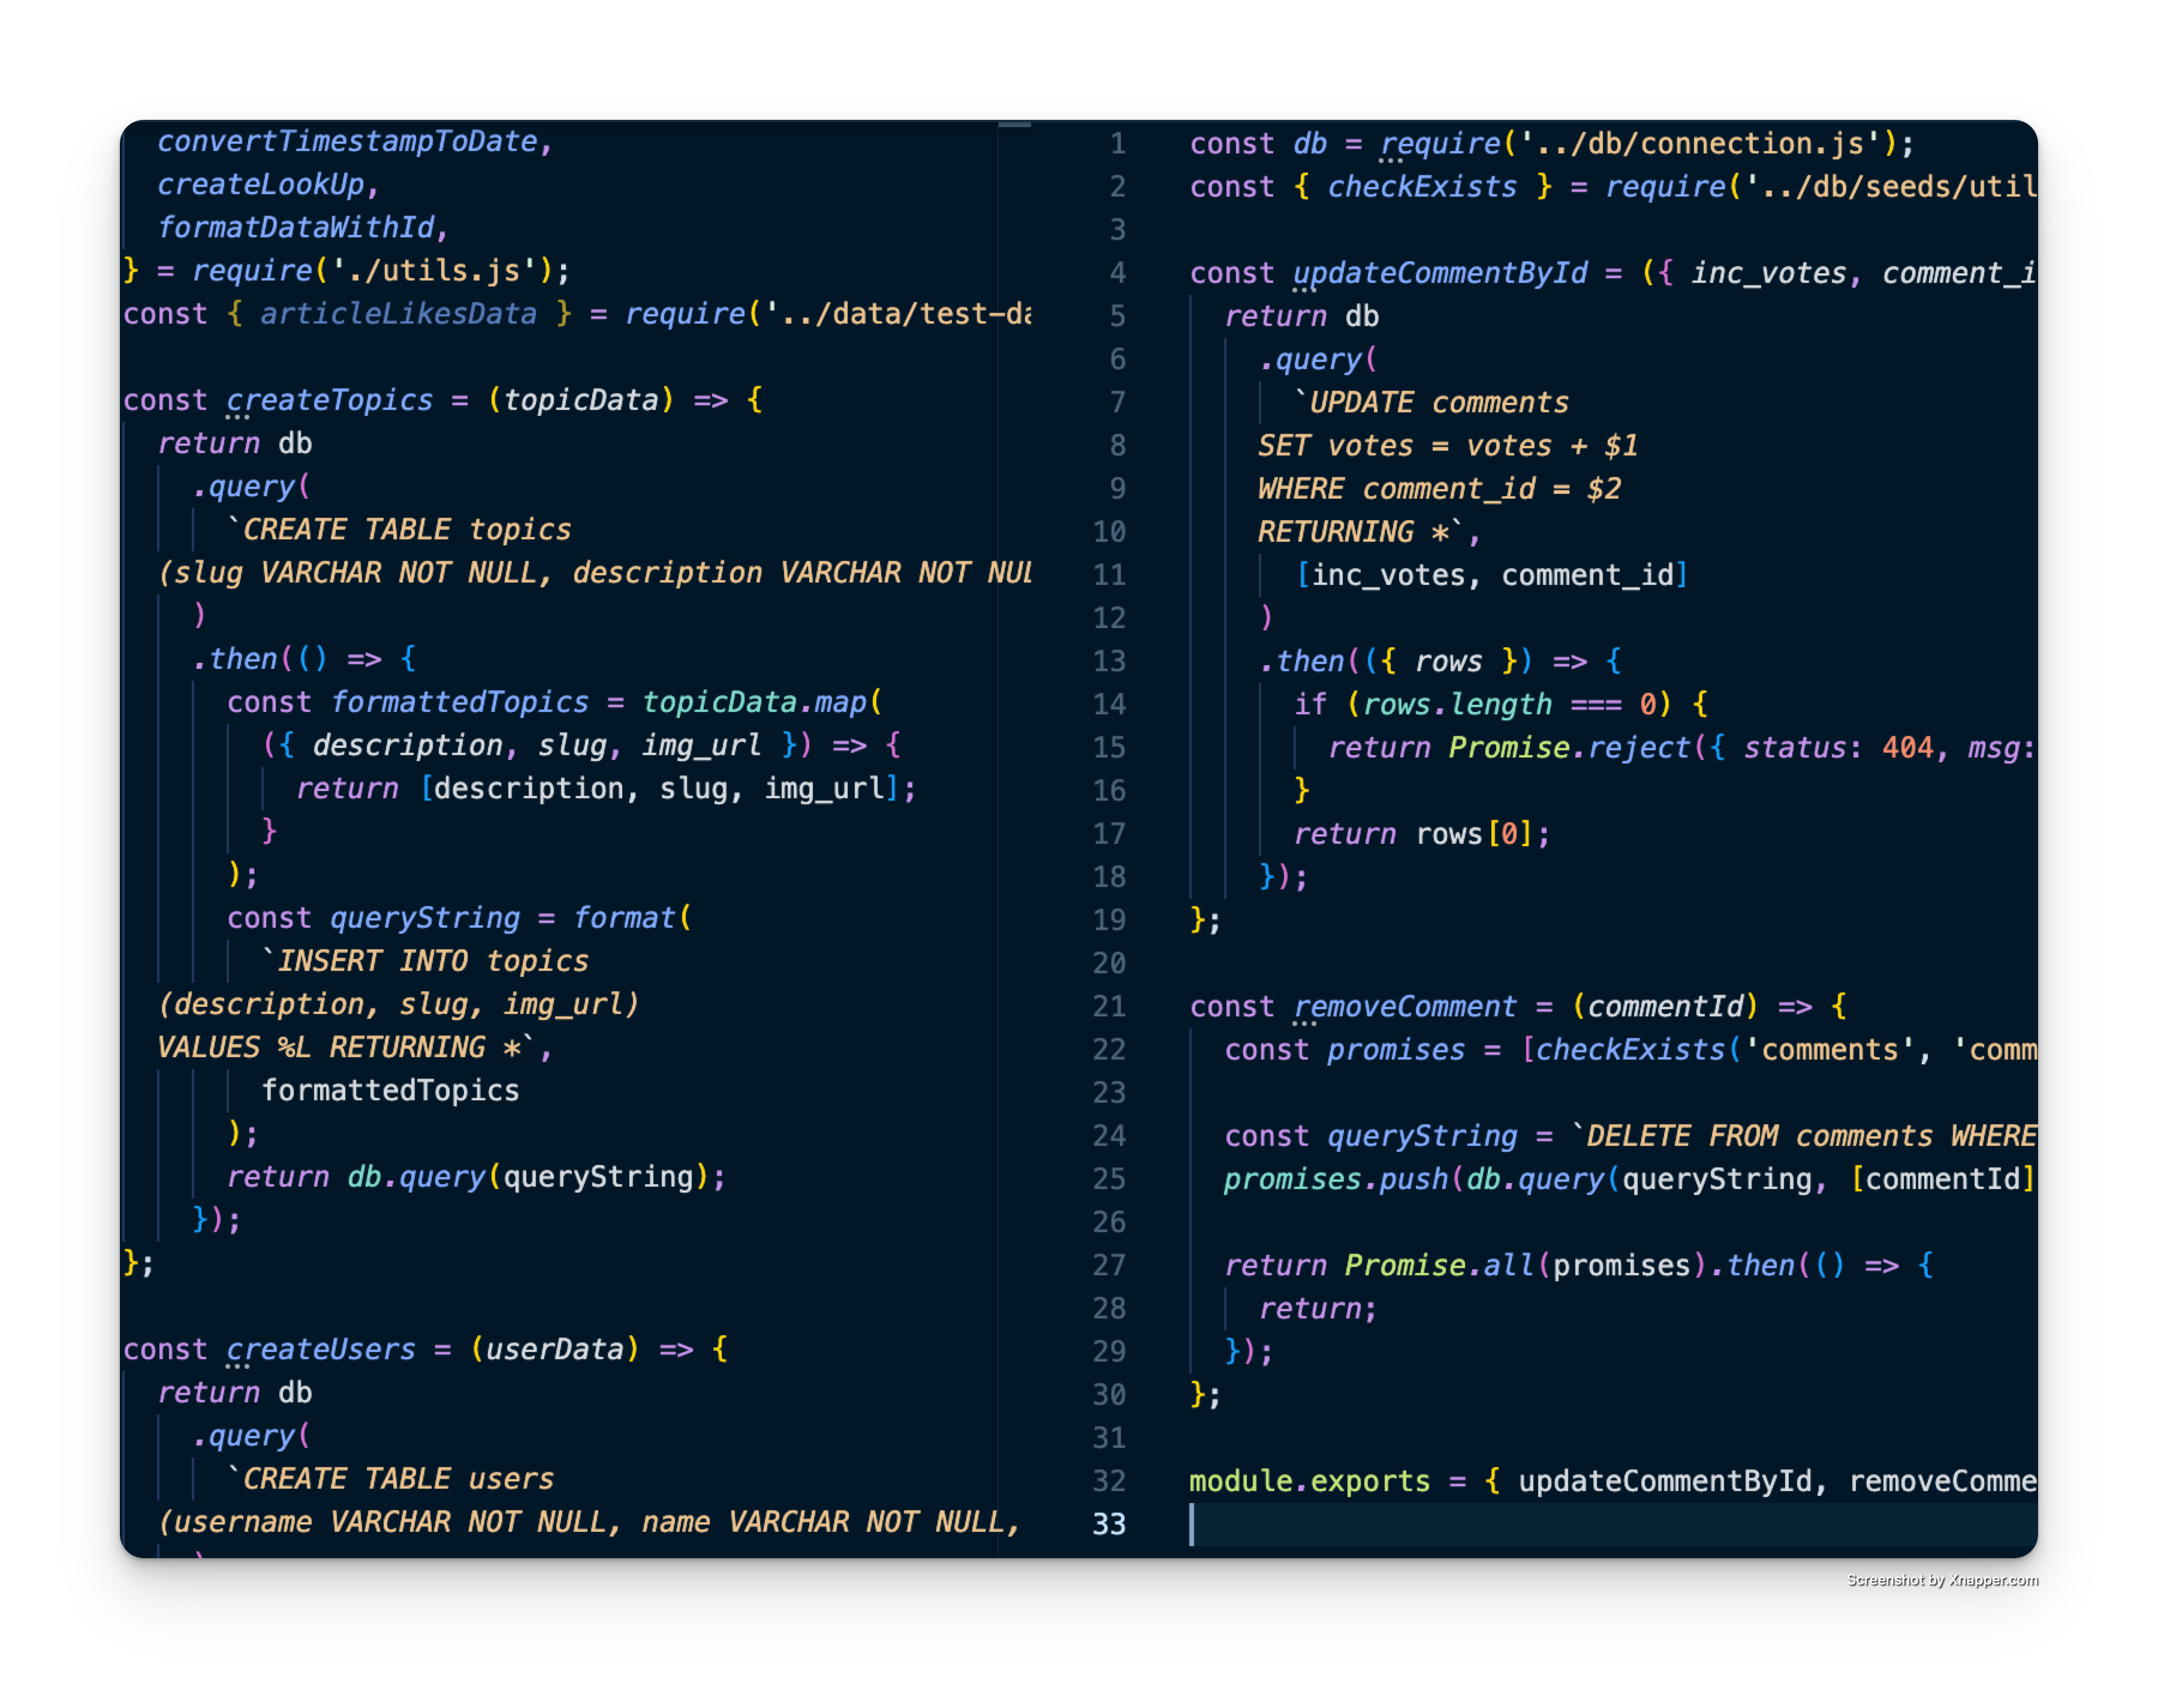 convertTimestampToDate,
createLookUp,
formatDataWithId,
} = require('./utils.js');
const { articleLikesData } = require('../data/test-da

const createTopics = (topicData) => {
return db
.query(
`CREATE TABLE topics
(slug VARCHAR NOT NULL, description VARCHAR NOT NUL
)
.then(() => {
const formattedTopics = topicData.map(
({ description, slug, img_url }) => {
return [description, slug, img_url];
}
);
const queryString = format(
`INSERT INTO topics
(description, slug, img_url)
VALUES %L RETURNING *`,
formattedTopics
);
return db.query(queryString);
});
};

const createUsers = (userData) => {
return db
.query(
`CREATE TABLE users
(username VARCHAR NOT NULL, name VARCHAR NOT NULL,
)
1 const db = require('../db/connection.js');
2 const { checkExists } = require('../db/seeds/util
3
4 const updateCommentById = ({ inc_votes, comment_i
5 return db
6 .query(
7 `UPDATE comments
8 SET votes = votes + $1
9 WHERE comment_id = $2
10 RETURNING *`,
11 [inc_votes, comment_id]
12 )
13 .then(({ rows }) => {
14 if (rows.length === 0) {
15 return Promise.reject({ status: 404, msg:
16 }
17 return rows[0];
18 });
19 };
20
21 const removeComment = (commentId) => {
22 const promises = [checkExists('comments', 'comm
23
24 const queryString = `DELETE FROM comments WHERE
25 promises.push(db.query(queryString, [commentId]
26
27 return Promise.all(promises).then(() => {
28 return;
29 });
30 };
31
32 module.exports = { updateCommentById, removeComme
33
Screenshot by Xnapper.com